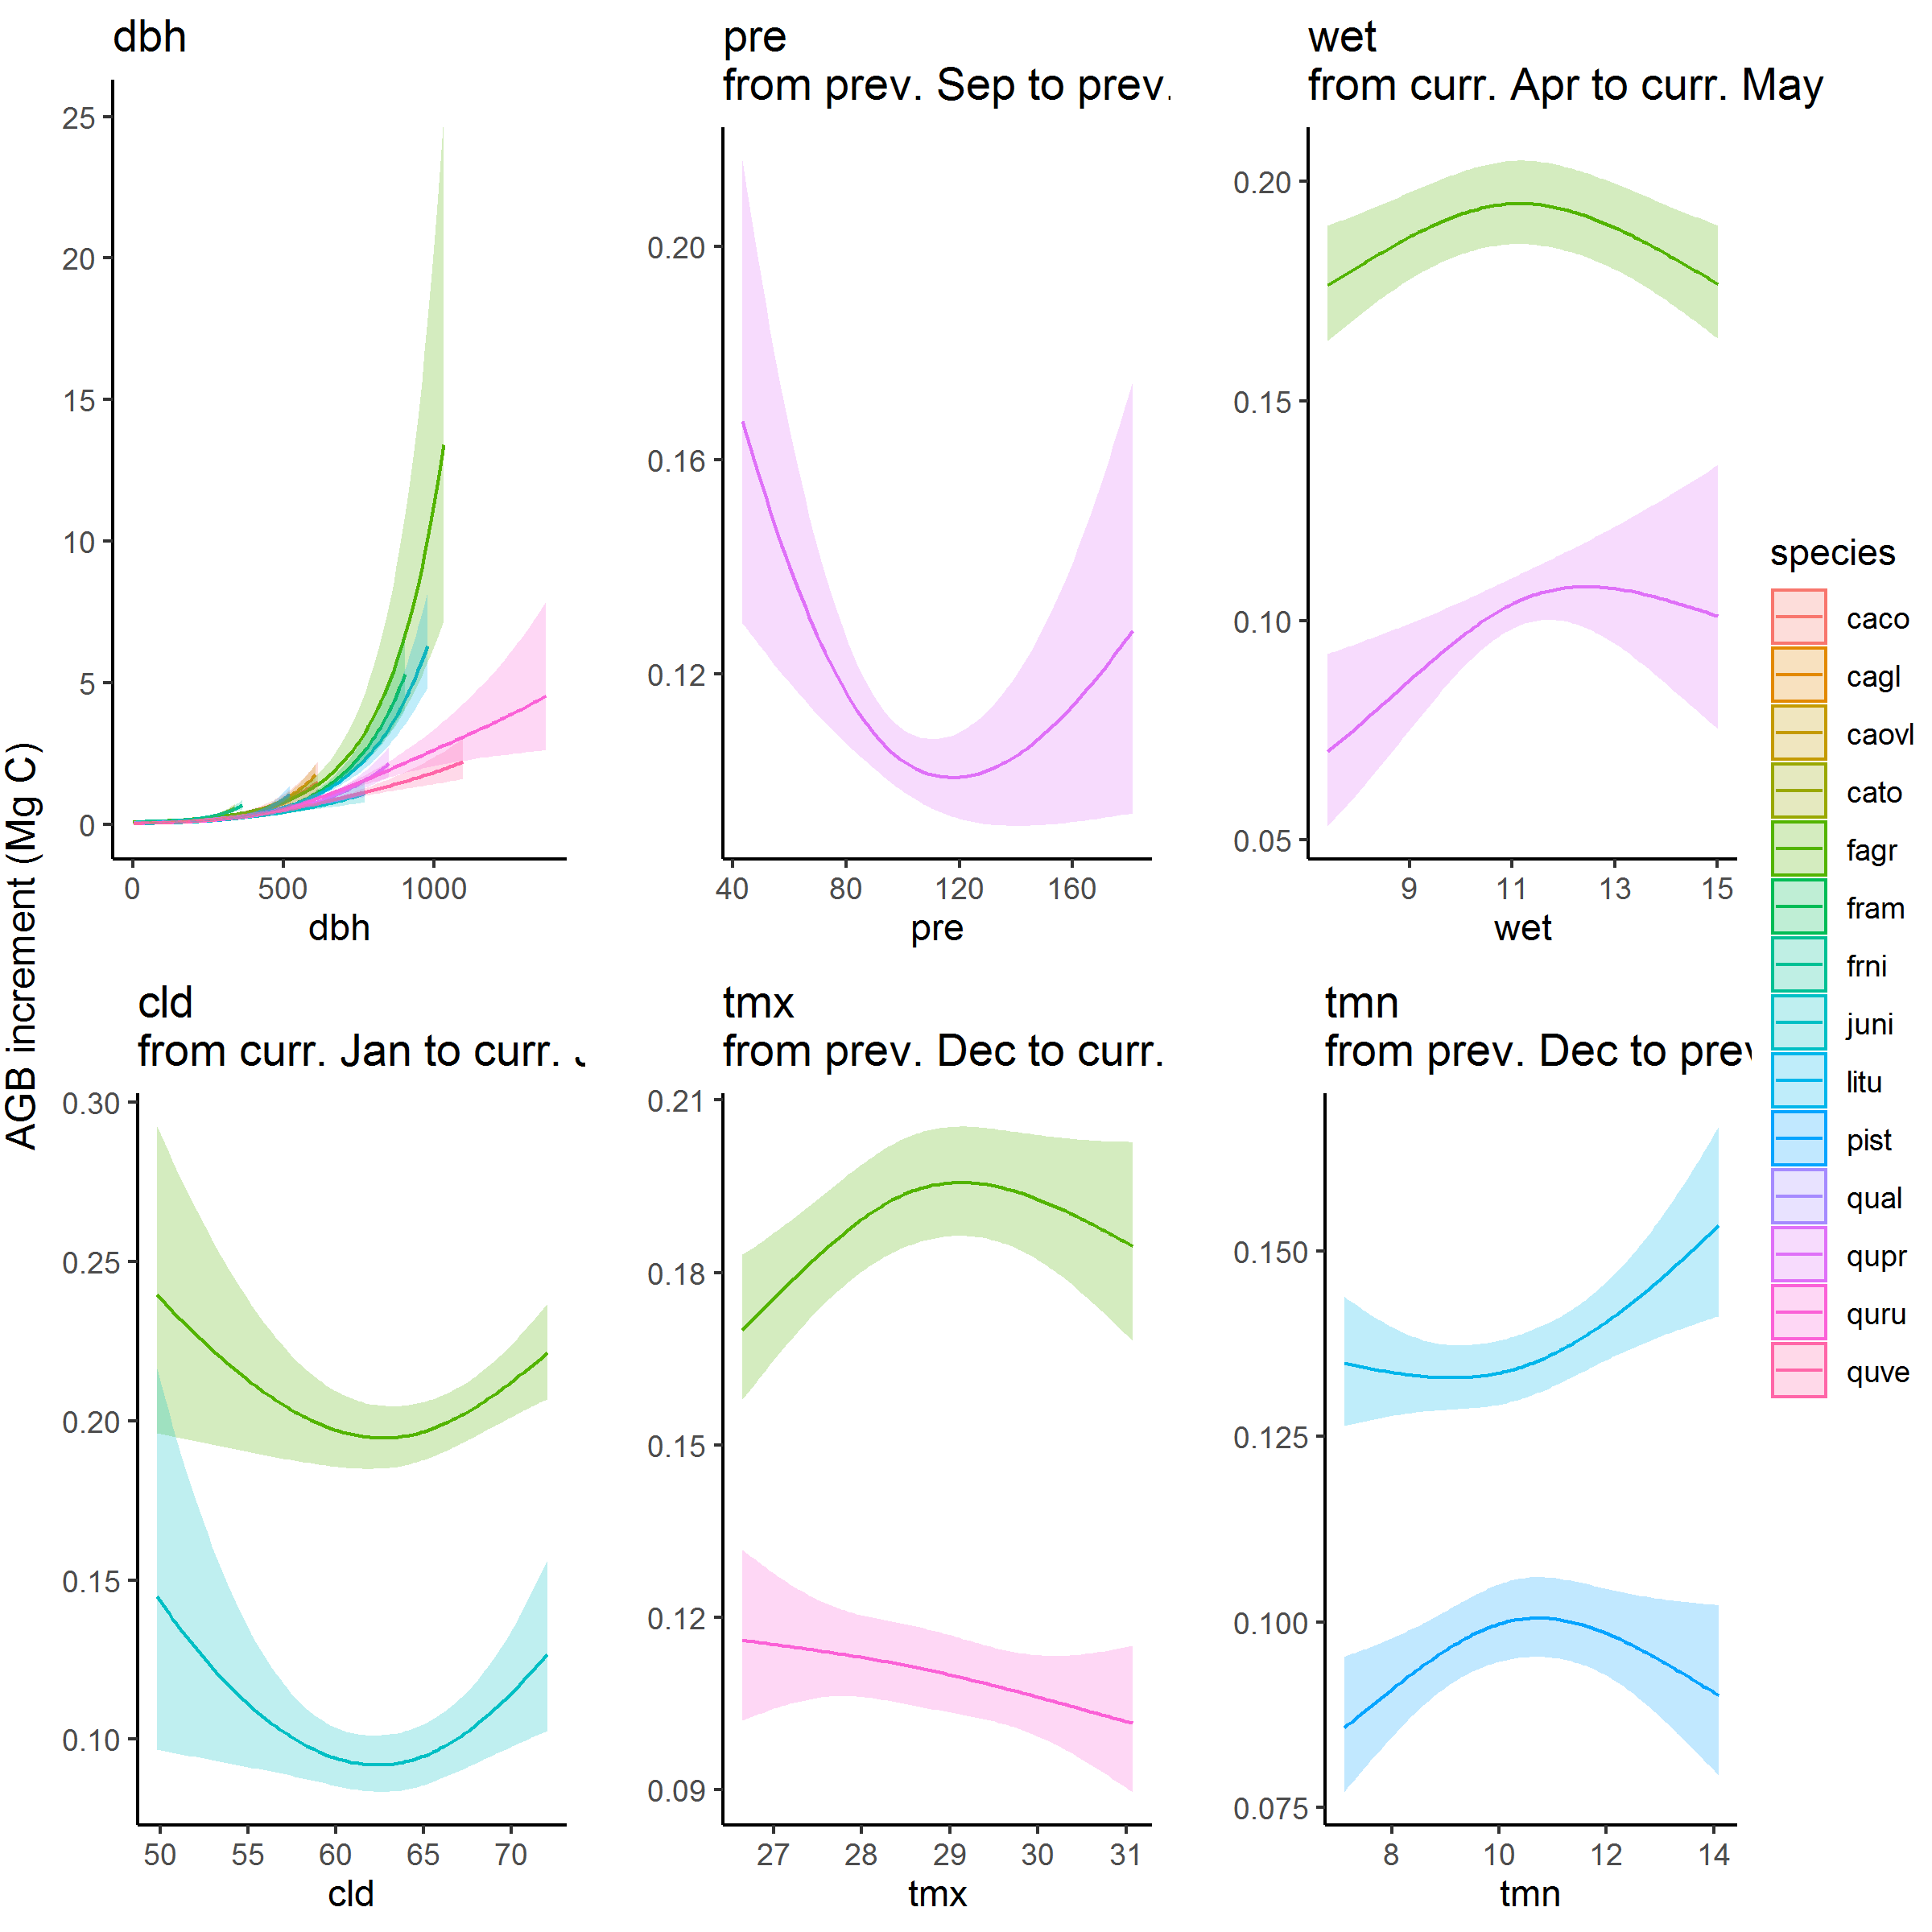 AGB increment (Mg C)
dbh
25
20
15
10
5
0
0 500 1000
dbh
pre
from prev. Sep to prev.
0.20
0.16
0.12
40 80 120 160
pre
wet
from curr. Apr to curr. May
0.20
0.15
0.10
0.05
9 11 13 15
wet
cld
from curr. Jan to curr.
0.30
0.25
0.20
0.15
0.10
50 55 60 65 70
cld
tmx
from prev. Dec to curr.
0.21
0.18
0.15
0.12
0.09
27 28 29 30 31
tmx
tmn
from prev. Dec to prev
0.150
0.125
0.100
0.075
8 10 12 14
tmn
species
caco
cagl
caovl
cato
fagr
fram
frni
juni
litu
pist
qual
qupr
quru
quve